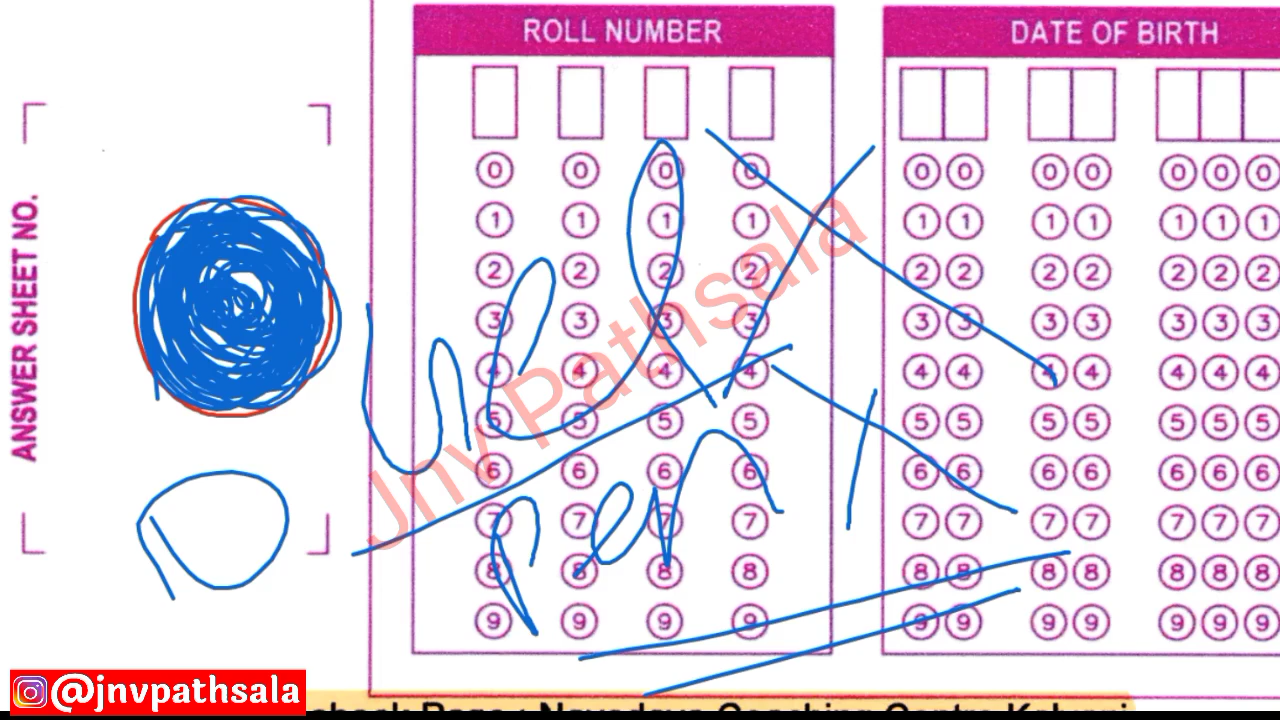 ROLL NUMBER
DATE OF BIRTH
ANSWER SHEET NO.
0 0 0 0 0 0 0 0 0 0 0
1 1 1 1 1 1 1 1 1 1 1
2 2 2 2 2 2 2 2 2 2 2
3 3 3 3 3 3 3 3 3 3 3
4 4 4 4 4 4 4 4 4 4 4
5 5 5 5 5 5 5 5 5 5 5
6 6 6 6 6 6 6 6 6 6 6
7 7 7 7 7 7 7 7 7 7 7
8 8 8 8 8 8 8 8 8 8 8
9 9 9 9 9 9 9 9 9 9 9
Jnv Pathsala
pen
@jnvpathsala
Page : Navodaya Coaching Centre